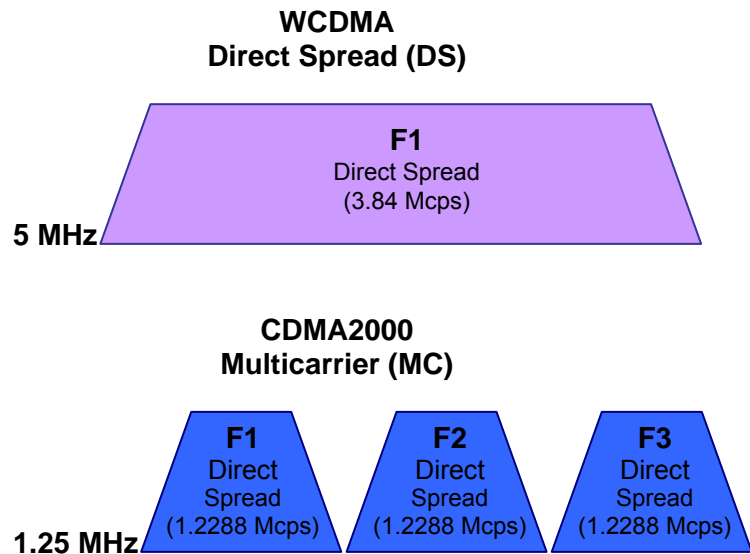 WCDMA
Direct Spread (DS)
F1
Direct Spread
(3.84 Mcps)
5 MHz
CDMA2000
Multicarrier (MC)
F1
Direct
Spread
(1.2288 Mcps)
F2
Direct
Spread
(1.2288 Mcps)
F3
Direct
Spread
(1.2288 Mcps)
1.25 MHz